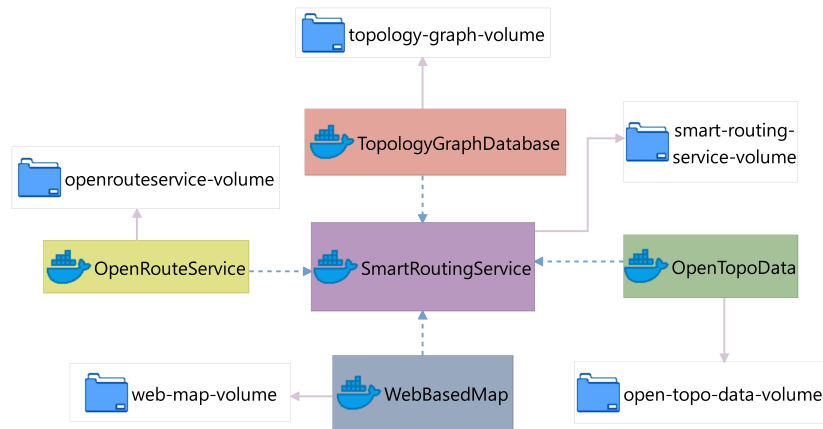 topology-graph-volume
TopologyGraphDatabase
smart-routing-
service-volume
openrouteservice-volume
OpenRouteService
SmartRoutingService
OpenTopoData
web-map-volume
WebBasedMap
open-topo-data-volume